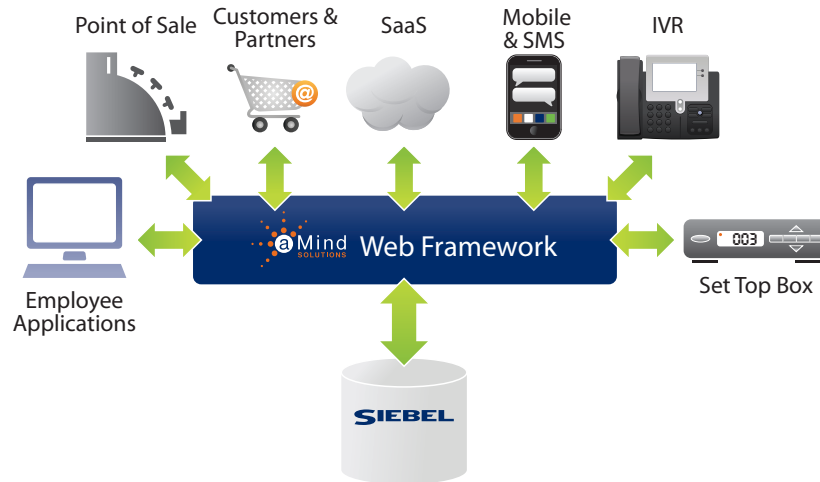 Point of Sale
Customers &
Partners
SaaS
Mobile
& SMS
IVR
@
a Mind
SOLUTIONS
Web Framework
003
Employee
Applications
Set Top Box
SIEBEL